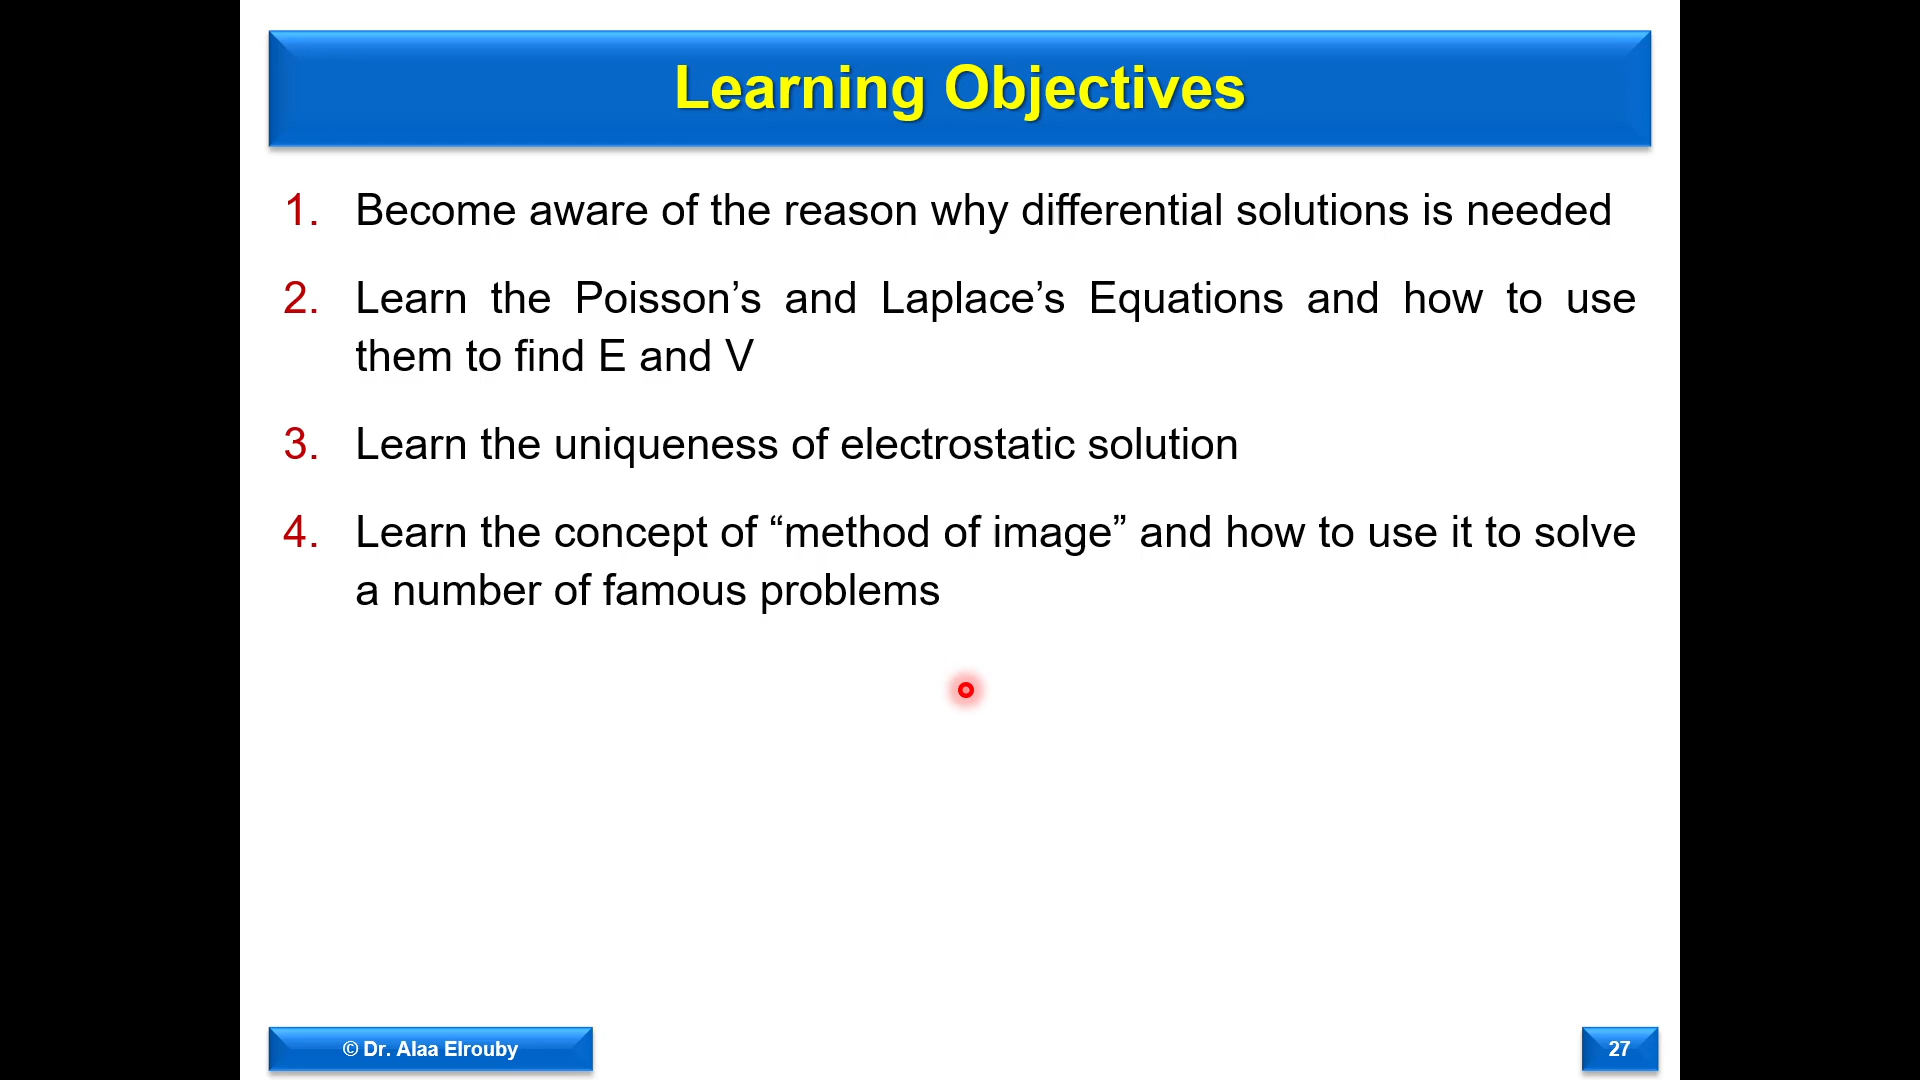 Learning Objectives
1. Become aware of the reason why differential solutions is needed
2. Learn the Poisson’s and Laplace’s Equations and how to use
them to find E and V
3. Learn the uniqueness of electrostatic solution
4. Learn the concept of “method of image” and how to use it to solve
a number of famous problems
© Dr. Alaa Elrouby
27